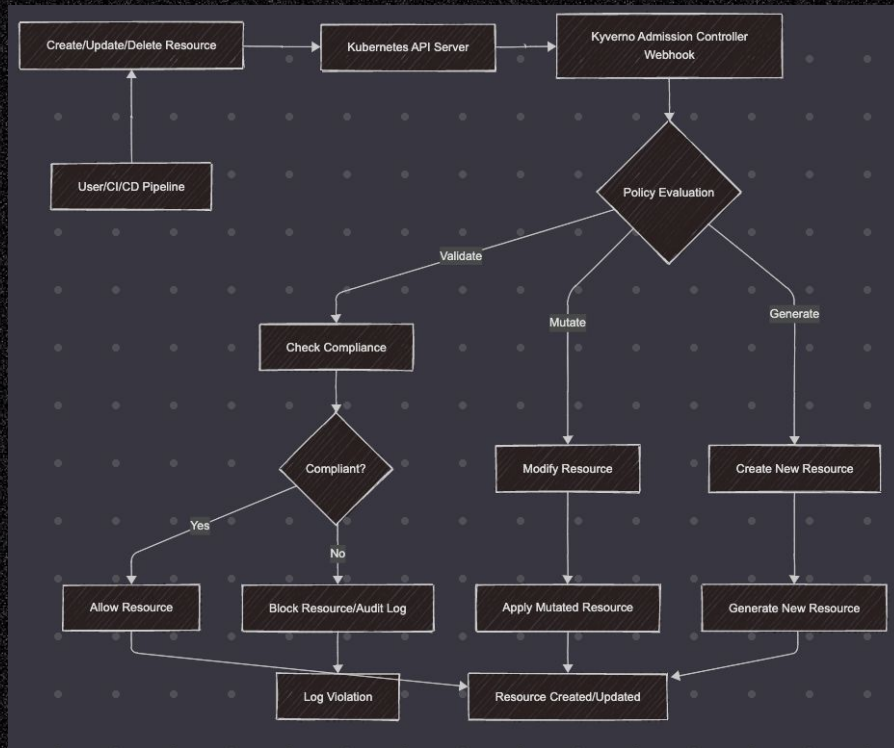 Create/Update/Delete Resource
Kubernetes API Server
Kyverno Admission Controller
Webhook
User/CI/CD Pipeline
Policy Evaluation
Validate
Mutate
Generate
Check Compliance
Compliant?
Modify Resource
Create New Resource
Yes
No
Allow Resource
Block Resource/Audit Log
Apply Mutated Resource
Generate New Resource
Log Violation
Resource Created/Updated